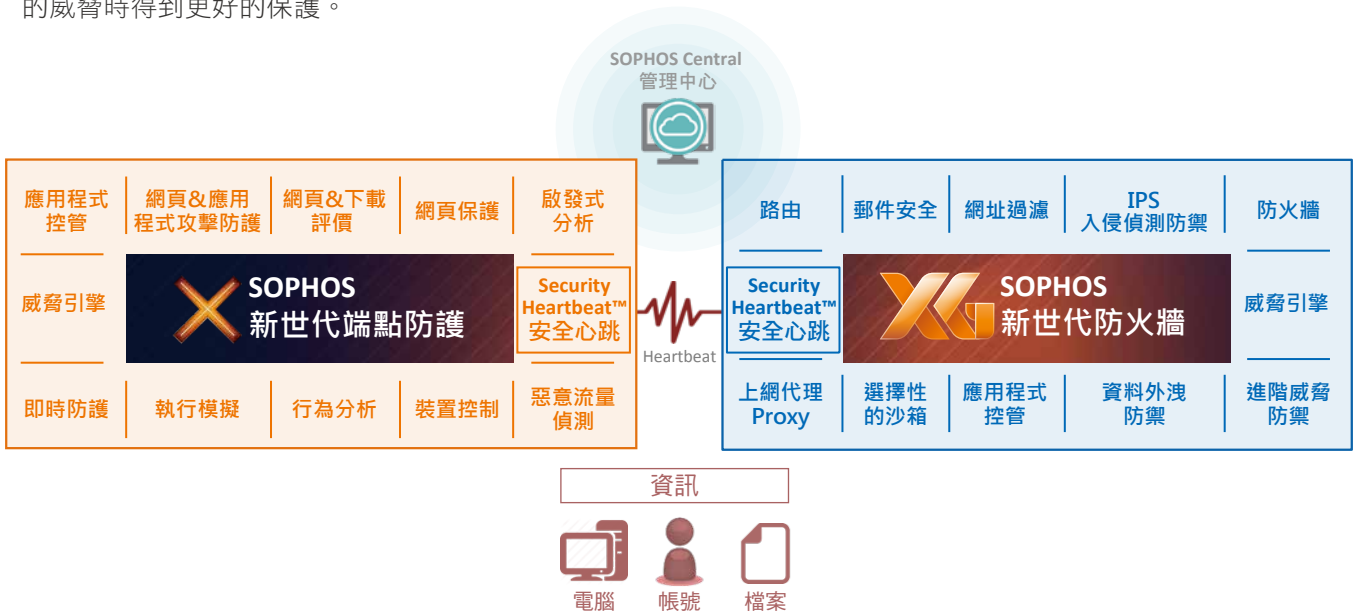 的威脅時得到更好的保護。
SOPHOS Central
管理中心
應用程式
控管
網頁&應用
程式攻擊防護
網頁&下載
評價
網頁保護
啟發式
分析
威脅引擎
SOPHOS
新世代端點防護
Security
Heartbeat™
安全心跳
即時防護
執行模擬
行為分析
裝置控制
惡意流量
偵測
Heartbeat
路由
郵件安全
網址過濾
IPS
入侵偵測防禦
防火牆
Security
Heartbeat™
安全心跳
XG
SOPHOS
新世代防火牆
威脅引擎
上網代理
Proxy
選擇性
的沙箱
應用程式
控管
資料外洩
防禦
進階威脅
防禦
資訊
電腦
帳號
檔案